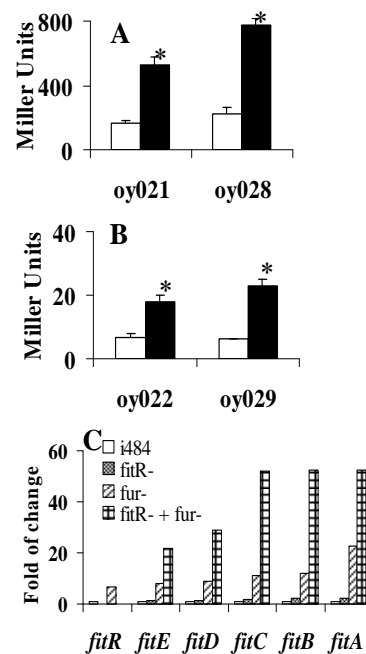 A
Miller Units
800
400
0
*
*
oy021
oy028
B
Miller Units
40
20
0
*
*
oy022
oy029
C
Fold of change
60
40
20
0
i484
fitR-
fur-
fitR- + fur-
fitR fitE fitD fitC fitB fitA